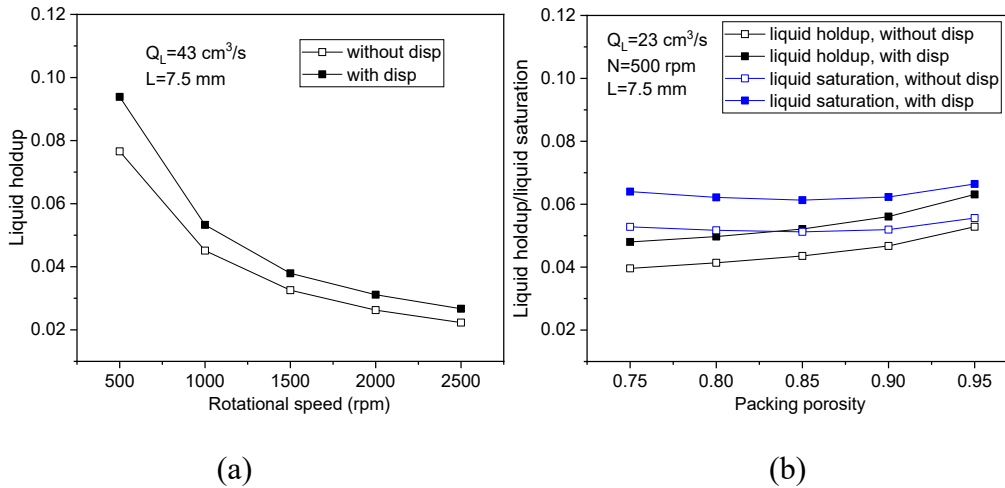 Q_L=43 cm³/s
L=7.5 mm
without disp
with disp
0.12
0.10
0.08
0.06
0.04
0.02
Liquid holdup
500 1000 1500 2000 2500
Rotational speed (rpm)
(a)
Q_L=23 cm³/s
N=500 rpm
L=7.5 mm
liquid holdup, without disp
liquid holdup, with disp
liquid saturation, without disp
liquid saturation, with disp
0.12
0.10
0.08
0.06
0.04
0.02
Liquid holdup/liquid saturation
0.75 0.80 0.85 0.90 0.95
Packing porosity
(b)